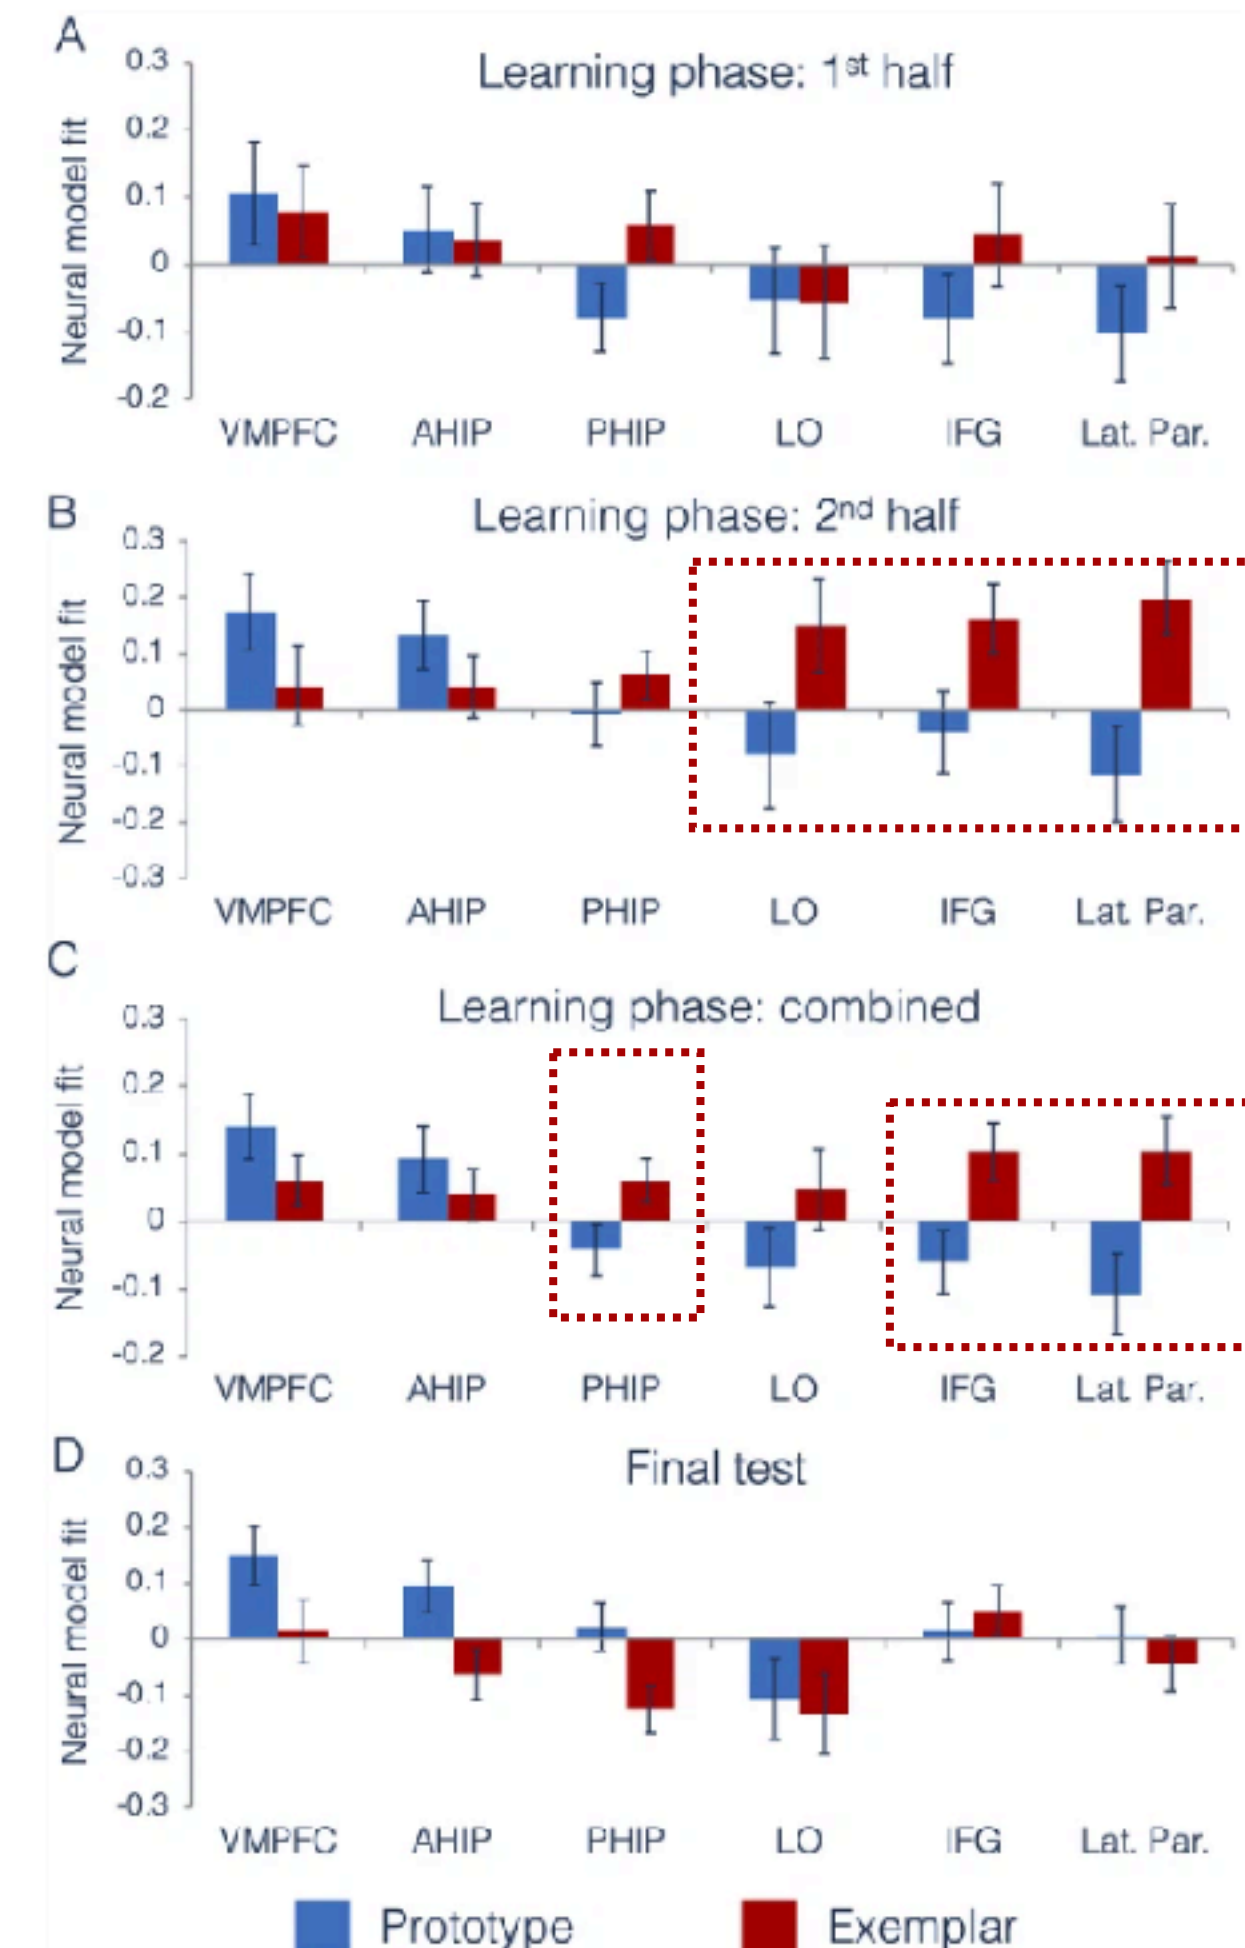 A
Learning phase: 1st half
Neural model fit
0.3
0.2
0.1
0
-0.1
-0.2
VMPFC AHIP PHIP LO IFG Lat. Par.
B
Learning phase: 2nd half
Neural model fit
0.3
0.2
0.1
0
-0.1
-0.2
-0.3
VMPFC AHIP PHIP LO IFG Lat. Par.
C
Learning phase: combined
Neural model fit
0.3
0.2
0.1
0
-0.1
-0.2
VMPFC AHIP PHIP LO IFG Lat. Par.
D
Final test
Neural model fit
0.3
0.2
0.1
0
-0.1
-0.2
-0.3
VMPFC AHIP PHIP LO IFG Lat. Par.
Prototype Exemplar